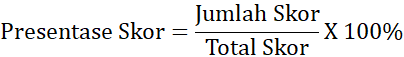 Presentase Skor = Jumlah Skor / Total Skor X 100%